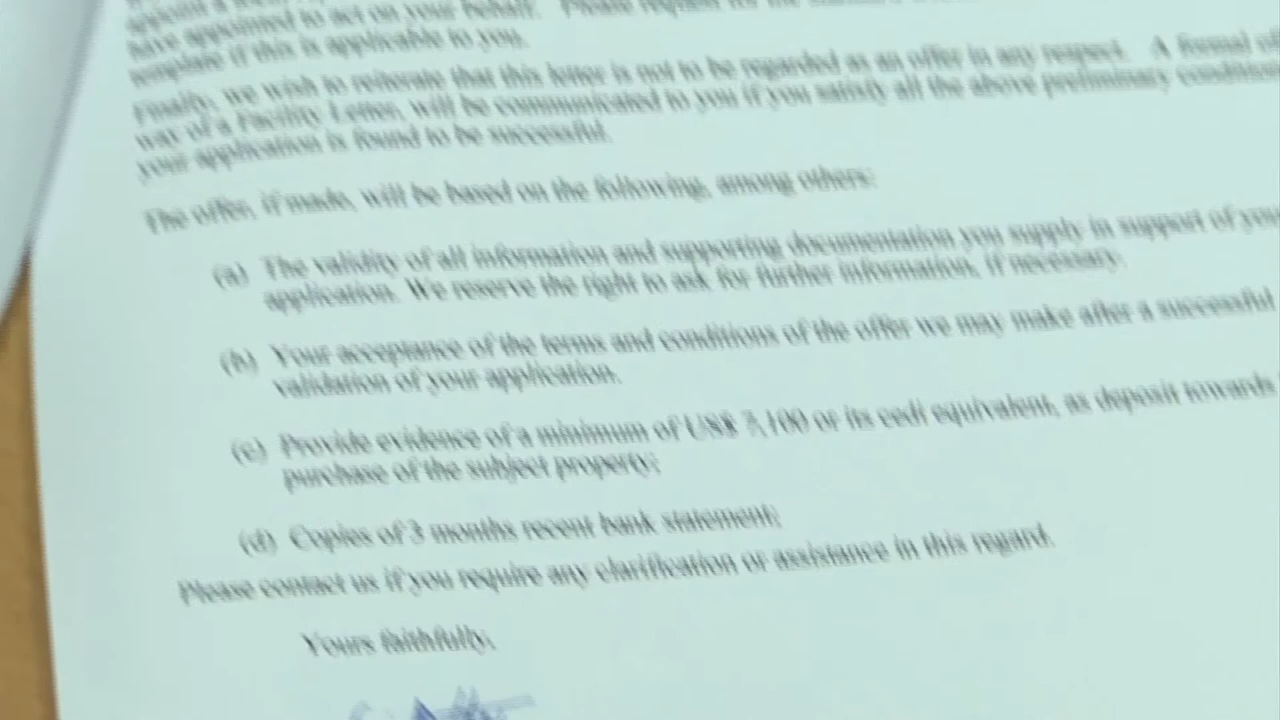 have appointed to act on your behalf. Please request for the
template if this is applicable to you.
Finally, we wish to reiterate that this letter is not to be regarded as an offer in any respect. A formal
way of a Facility Letter, will be communicated to you if you satisfy all the above preliminary
your application is found to be successful.
The offer, if made, will be based on the following, among others:
(a) The validity of all information and supporting documentation you supply in support of
application. We reserve the right to ask for further information, if necessary.
(b) Your acceptance of the terms and conditions of the offer we may make after a successful
validation of your application.
(c) Provide evidence of a minimum of US$ 7,100 or its cedi equivalent, as deposit towards
purchase of the subject property;
(d) Copies of 3 months recent bank statement;
Please contact us if you require any clarification or assistance in this regard.
Yours faithfully,